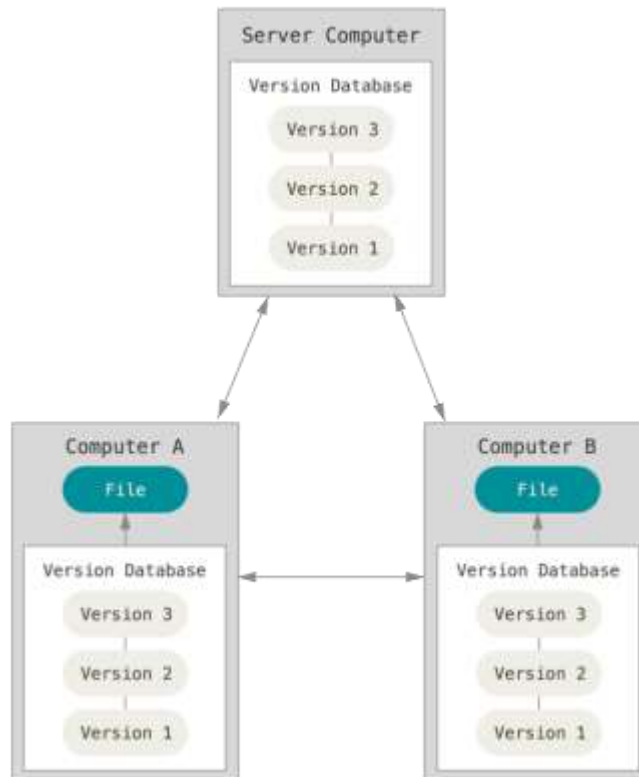 Server Computer
Version Database
Version 3
Version 2
Version 1
Computer A
File
Version Database
Version 3
Version 2
Version 1
Computer B
File
Version Database
Version 3
Version 2
Version 1